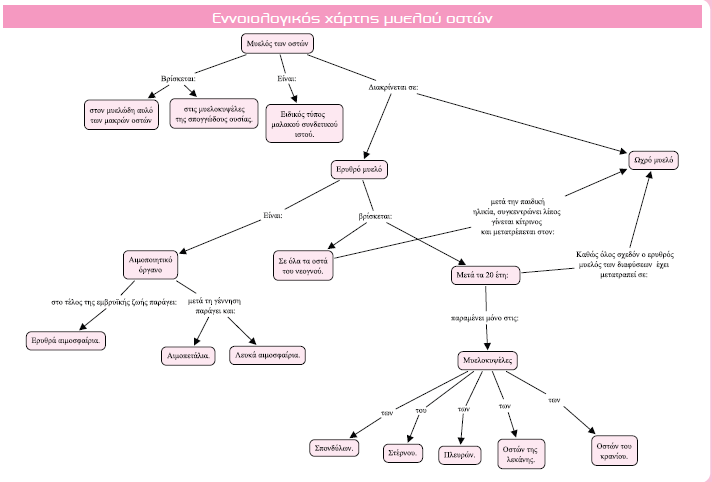 Εννοιολογικός χάρτης μυελού οστών
Μυελός των οστών
Βρίσκεται:
Είναι:
Διακρίνεται σε:
στον μυελώδη αυλό
των μακρών οστών
στις μυελοκυψέλες
της σπογγώδους ουσίας.
Ειδικός τύπος
μαλακού συνδετικού
ιστού.
Ερυθρό μυελό
Ωχρό μυελό
Είναι:
βρίσκεται:
μετά την παιδική
ηλικία, συγκεντρώνει λίπος
γίνεται κίτρινος
και μετατρέπεται στον:
Αιμοποιητικό
όργανο
Σε όλα τα οστά
του νεογνού.
Μετά τα 20 έτη:
Καθώς όλος σχεδόν ο ερυθρός
μυελός των διαφύσεων έχει
μετατραπεί σε:
στο τέλος της εμβρυϊκής ζωής παράγει:
μετά τη γέννηση
παράγει και:
παραμένει μόνο στις:
Ερυθρά αιμοσφαίρια.
Αιμοπετάλια.
Λευκά αιμοσφαίρια.
Μυελοκυψέλες
των
του
των
των
των
Σπονδύλων.
Στέρνου.
Πλευρών.
Οστών της
λεκάνης.
Οστών του
κρανίου.